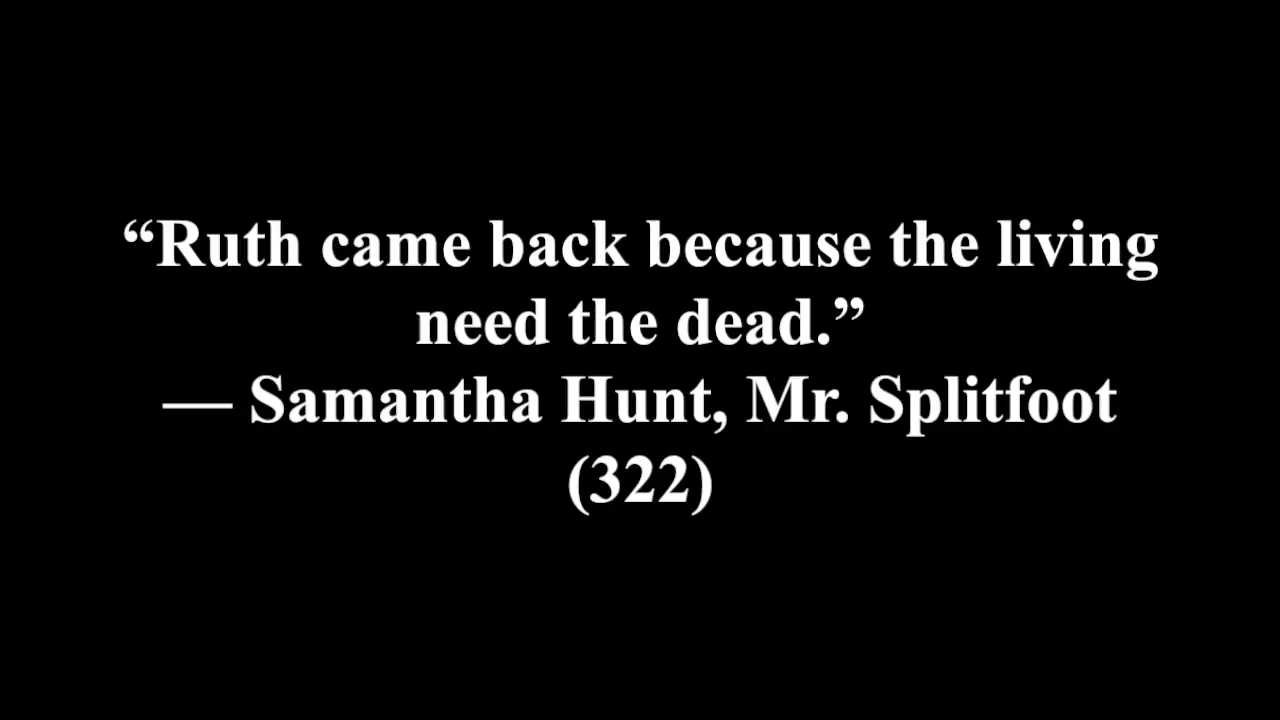 “Ruth came back because the living
need the dead.”
— Samantha Hunt, Mr. Splitfoot
(322)